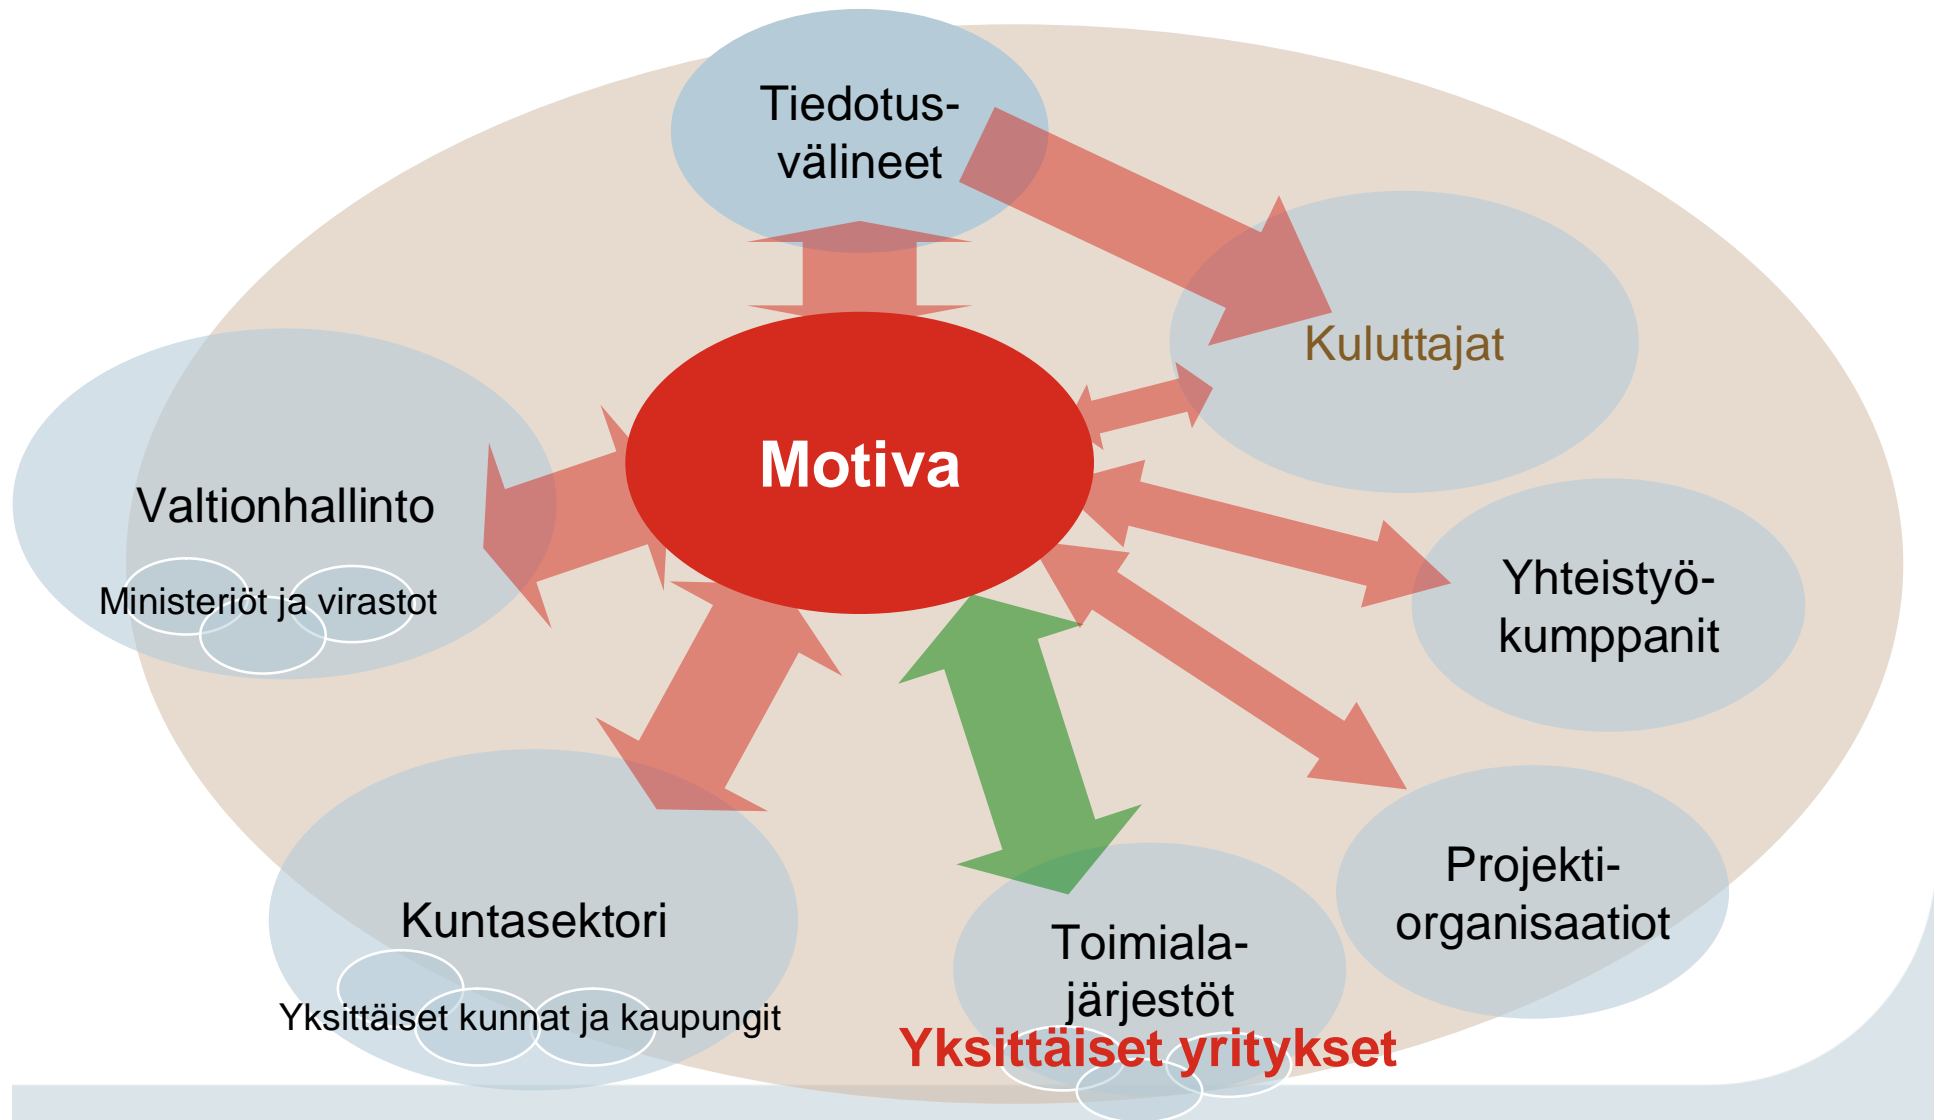 Tiedotus-
välineet
Kuluttajat
Motiva
Valtionhallinto
Ministeriöt ja virastot
Yhteistyö-
kumppanit
Projekti-
organisaatiot
Kuntasektori
Yksittäiset kunnat ja kaupungit
Toimiala-
järjestöt
Yksittäiset yritykset